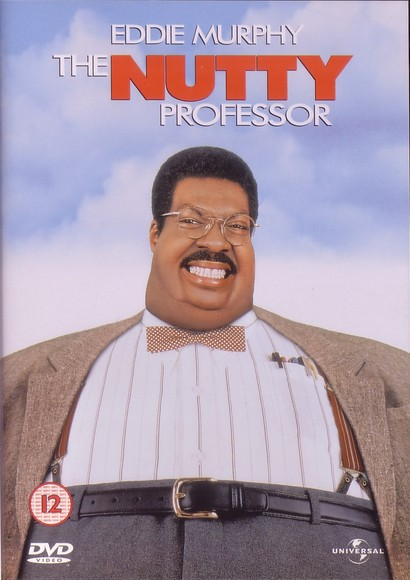 EDDIE MURPHY
THE NUTTY
PROFESSOR
12
DVD
VIDEO
UNIVERSAL